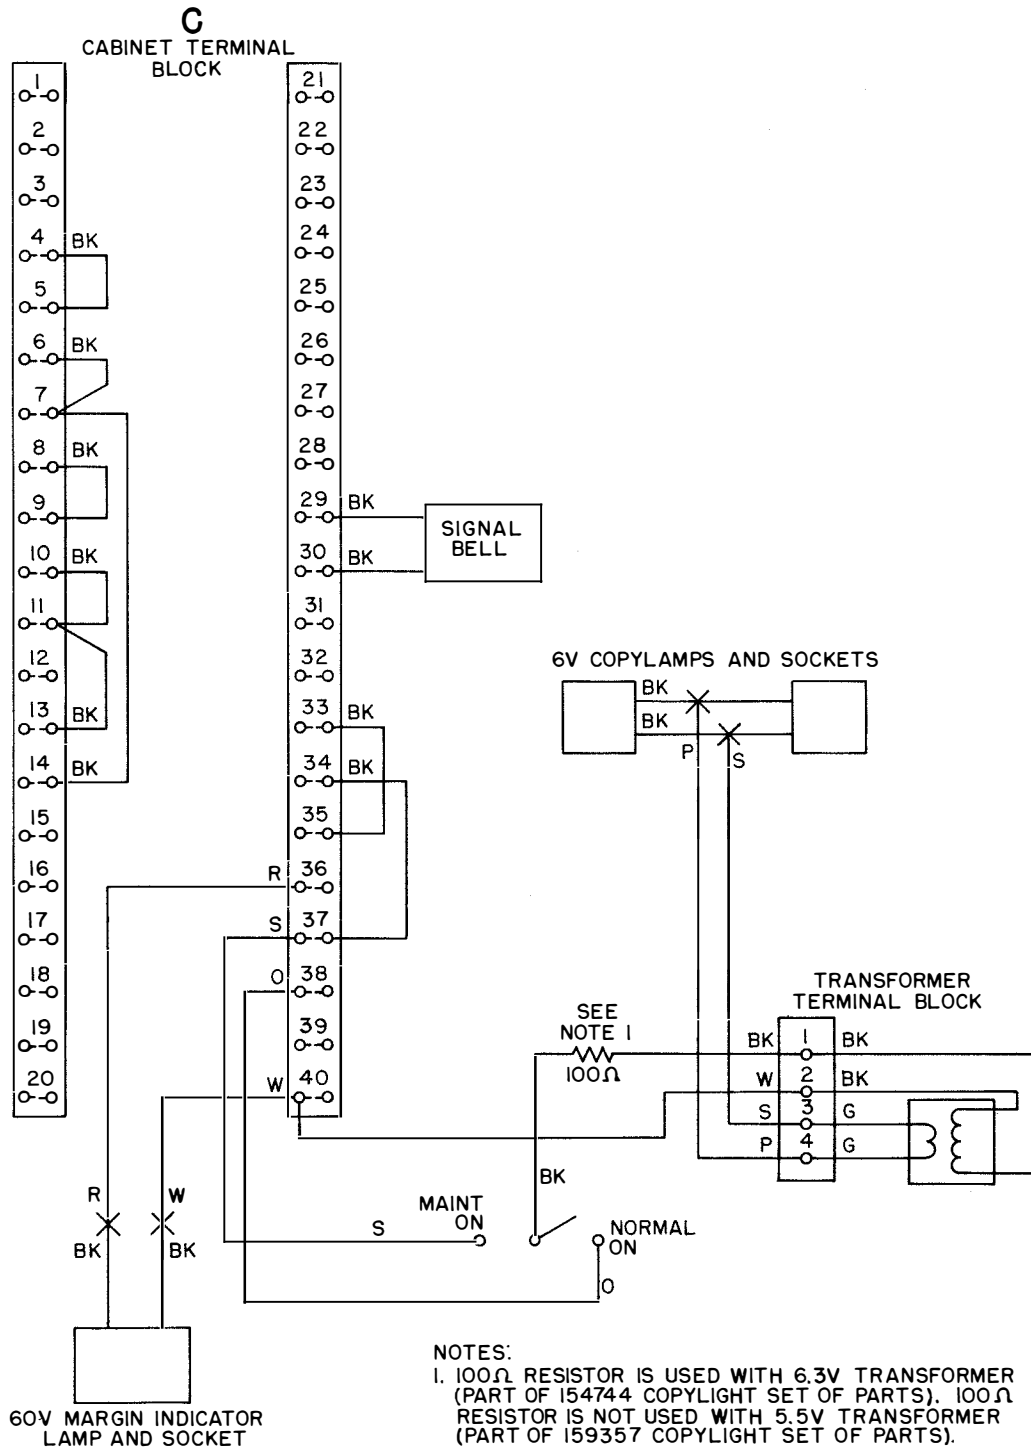 C
CABINET TERMINAL
BLOCK
1
2
3
4 BK
5
6 BK
7
8 BK
9
10 BK
11
12
13 BK
14 BK
15
16
17
18
19
20
21
22
23
24
25
26
27
28
29 BK
30 BK
SIGNAL
BELL
31
32
33 BK
34 BK
35
R 36
S 37
O 38
39
W 40
6V COPYLAMPS AND SOCKETS
BK
BK
P S
TRANSFORMER
TERMINAL BLOCK
SEE
NOTE 1
100Ω
BK 1 BK
W 2 BK
S 3 G
P 4 G
BK
MAINT
ON
S
NORMAL
ON
O
R W
BK BK
60V MARGIN INDICATOR
LAMP AND SOCKET
NOTES:
1. 100Ω RESISTOR IS USED WITH 6.3V TRANSFORMER
(PART OF 154744 COPYLIGHT SET OF PARTS). 100Ω
RESISTOR IS NOT USED WITH 5.5V TRANSFORMER
(PART OF 159357 COPYLIGHT SET OF PARTS).